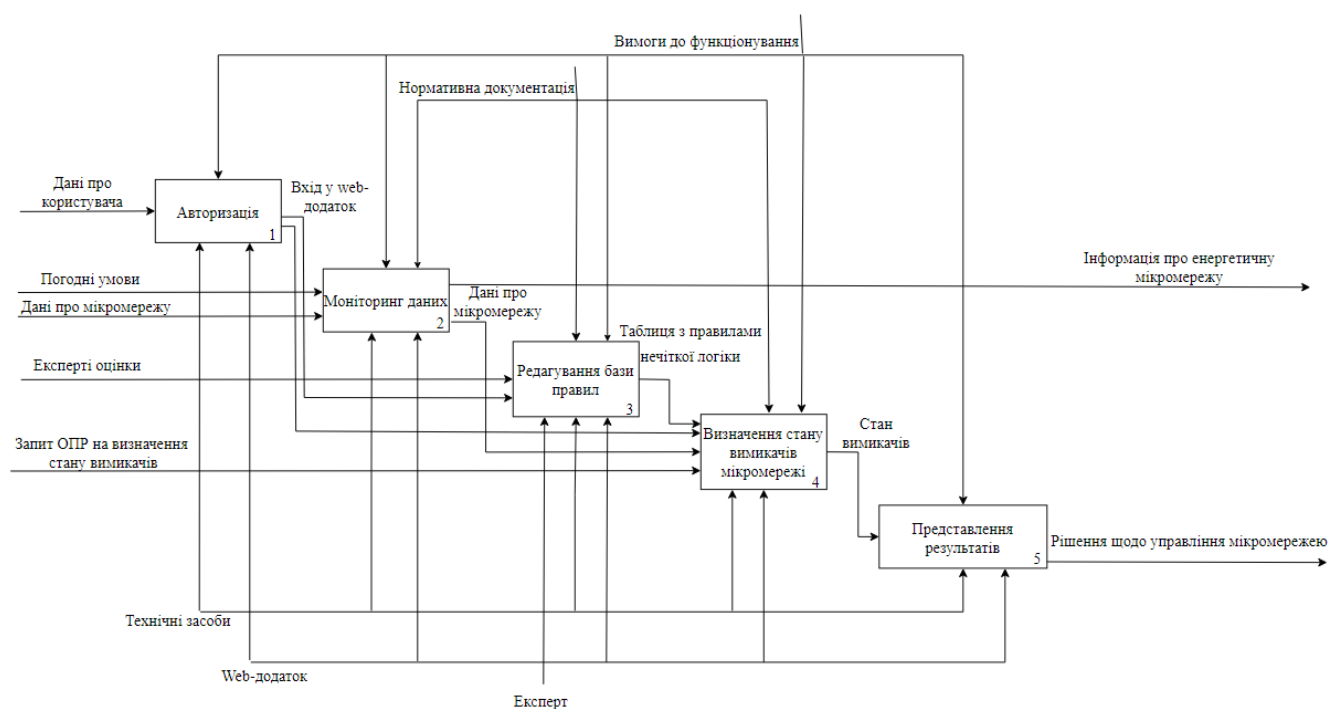 Вимоги до функціонування
Нормативна документація
Дані про
користувача
Авторизація
1
Вхід у web-
додаток
Погодні умови
Дані про мікромережу
Моніторинг даних
2
Дані про
мікромережу
Інформація про енергетичну
мікромережу
Експерті оцінки
Редагування бази
правил
3
Таблиця з правилами
нечіткої логіки
Запит ОПР на визначення
стану вимикачів
Визначення стану
вимикачів
мікромережі
4
Стан
вимикачів
Представлення
результатів
5
Рішення щодо управління мікромережею
Технічні засоби
Web-додаток
Експерт